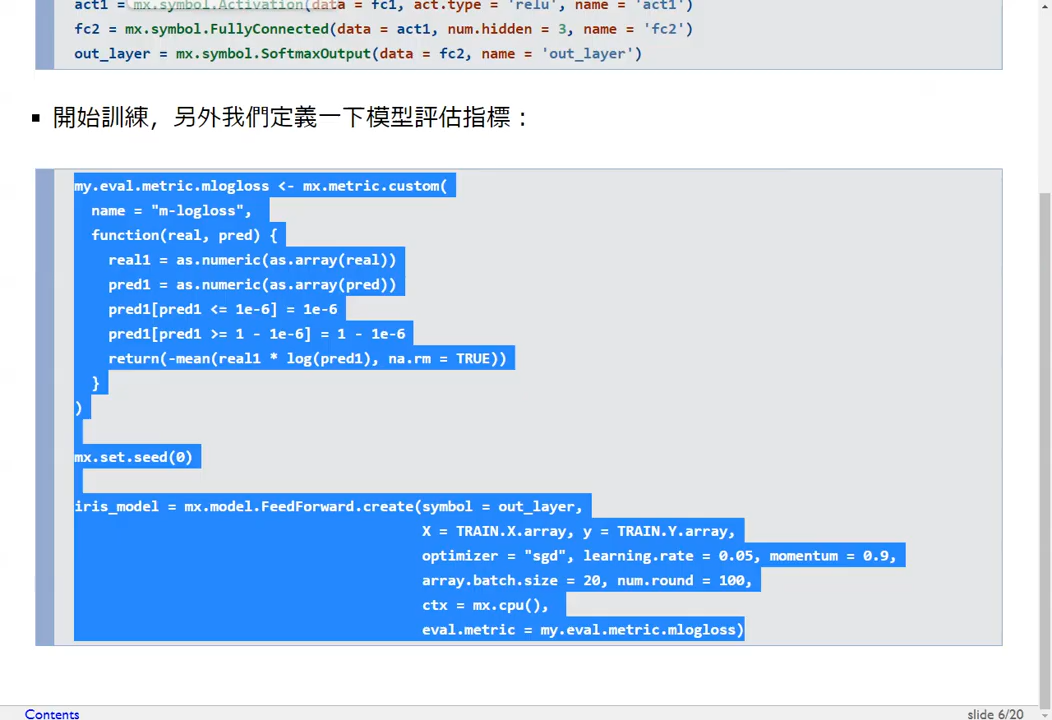 act1 = mx.symbol.Activation(data = fc1, act.type = 'relu', name = 'act1')
fc2 = mx.symbol.FullyConnected(data = act1, num.hidden = 3, name = 'fc2')
out_layer = mx.symbol.SoftmaxOutput(data = fc2, name = 'out_layer')
▪ 開始訓練，另外我們定義一下模型評估指標：
my.eval.metric.mlogloss <- mx.metric.custom(
  name = "m-logloss",
  function(real, pred) {
    real1 = as.numeric(as.array(real))
    pred1 = as.numeric(as.array(pred))
    pred1[pred1 <= 1e-6] = 1e-6
    pred1[pred1 >= 1 - 1e-6] = 1 - 1e-6
    return(-mean(real1 * log(pred1), na.rm = TRUE))
  }
)
mx.set.seed(0)
iris_model = mx.model.FeedForward.create(symbol = out_layer,
X = TRAIN.X.array, y = TRAIN.Y.array,
optimizer = "sgd", learning.rate = 0.05, momentum = 0.9,
array.batch.size = 20, num.round = 100,
ctx = mx.cpu(),
eval.metric = my.eval.metric.mlogloss)
Contents
slide 6/20